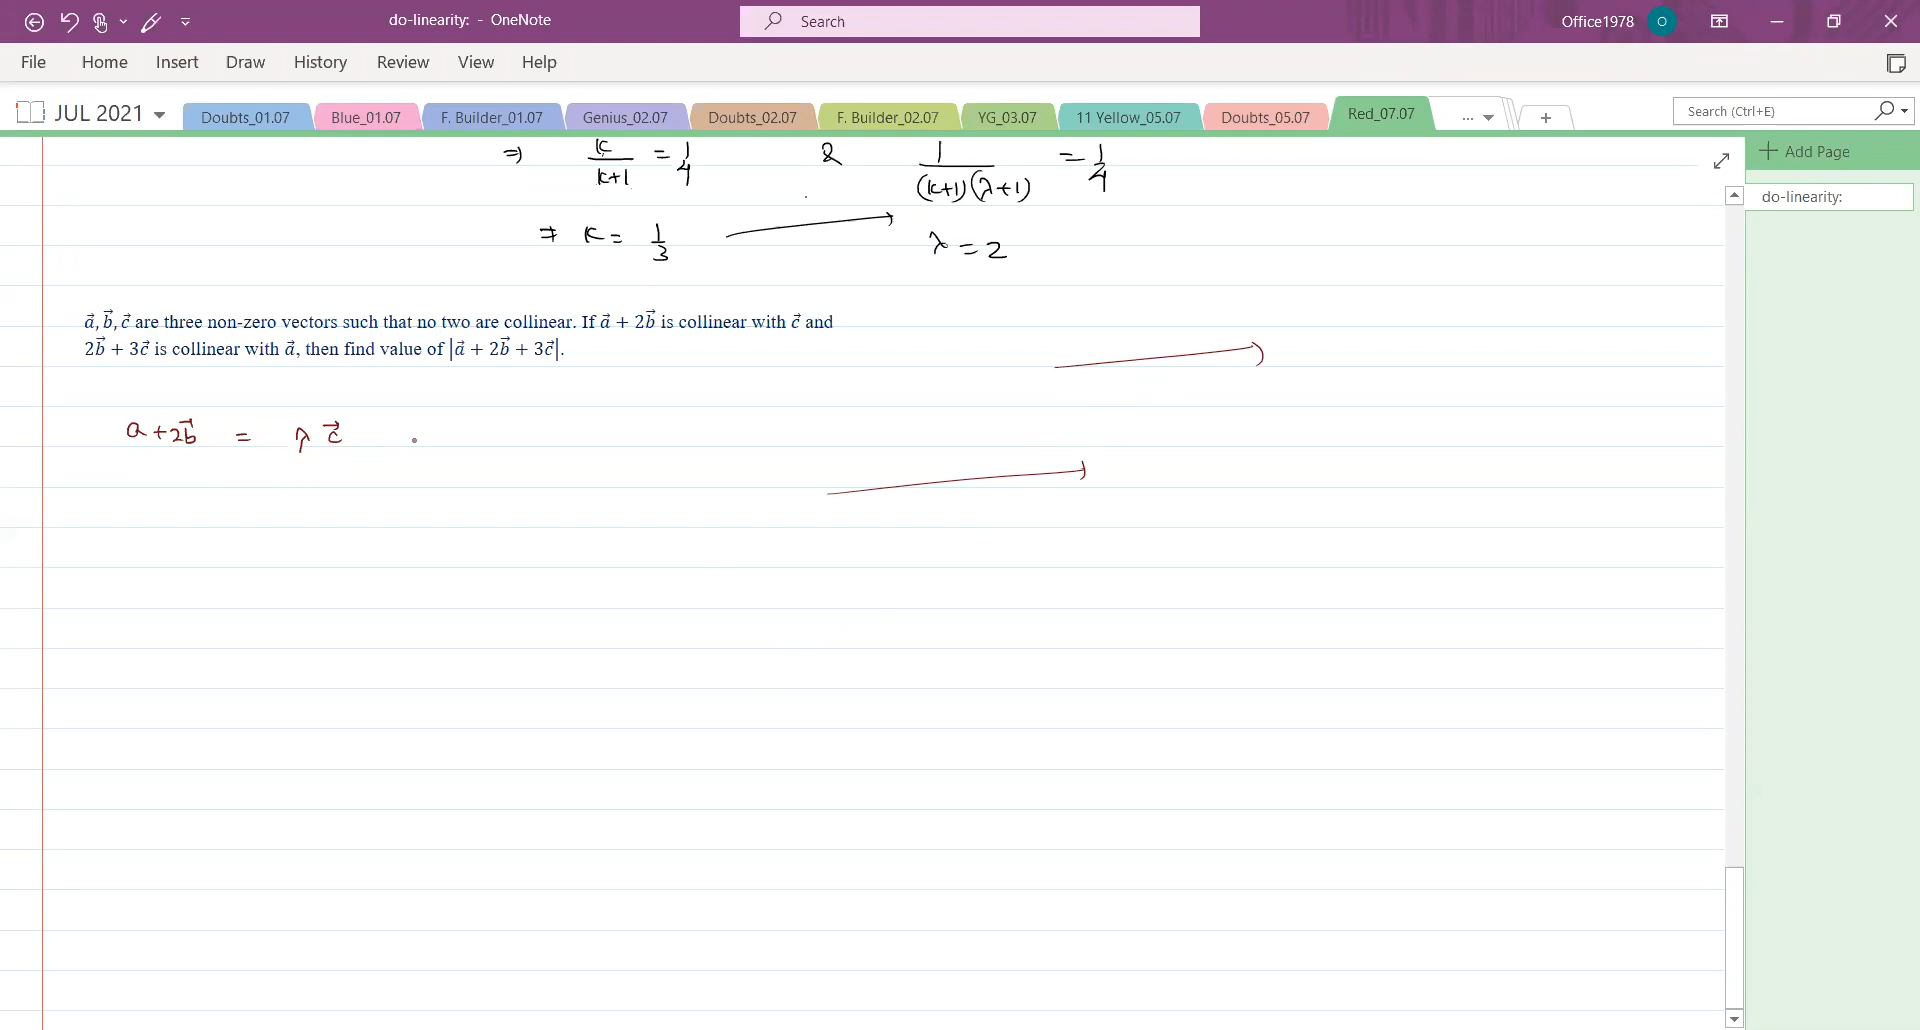 do-linearity: - OneNote
Search
Office1978
O
File Home Insert Draw History Review View Help
JUL 2021
Doubts_01.07 Blue_01.07 F. Builder_01.07 Genius_02.07 Doubts_02.07 F. Builder_02.07 YG_03.07 11 Yellow_05.07 Doubts_05.07 Red_07.07 ... +
Search (Ctrl+E)
Add Page
do-linearity:
⇒ k/(k+1) = 1/4 & 1/((k+1)(λ+1)) = 1/4
⇒ k = 1/3 → λ = 2
a⃗, b⃗, c⃗ are three non-zero vectors such that no two are collinear. If a⃗ + 2b⃗ is collinear with c⃗ and
2b⃗ + 3c⃗ is collinear with a⃗, then find value of |a⃗ + 2b⃗ + 3c⃗|.
a + 2b⃗ = λ c⃗